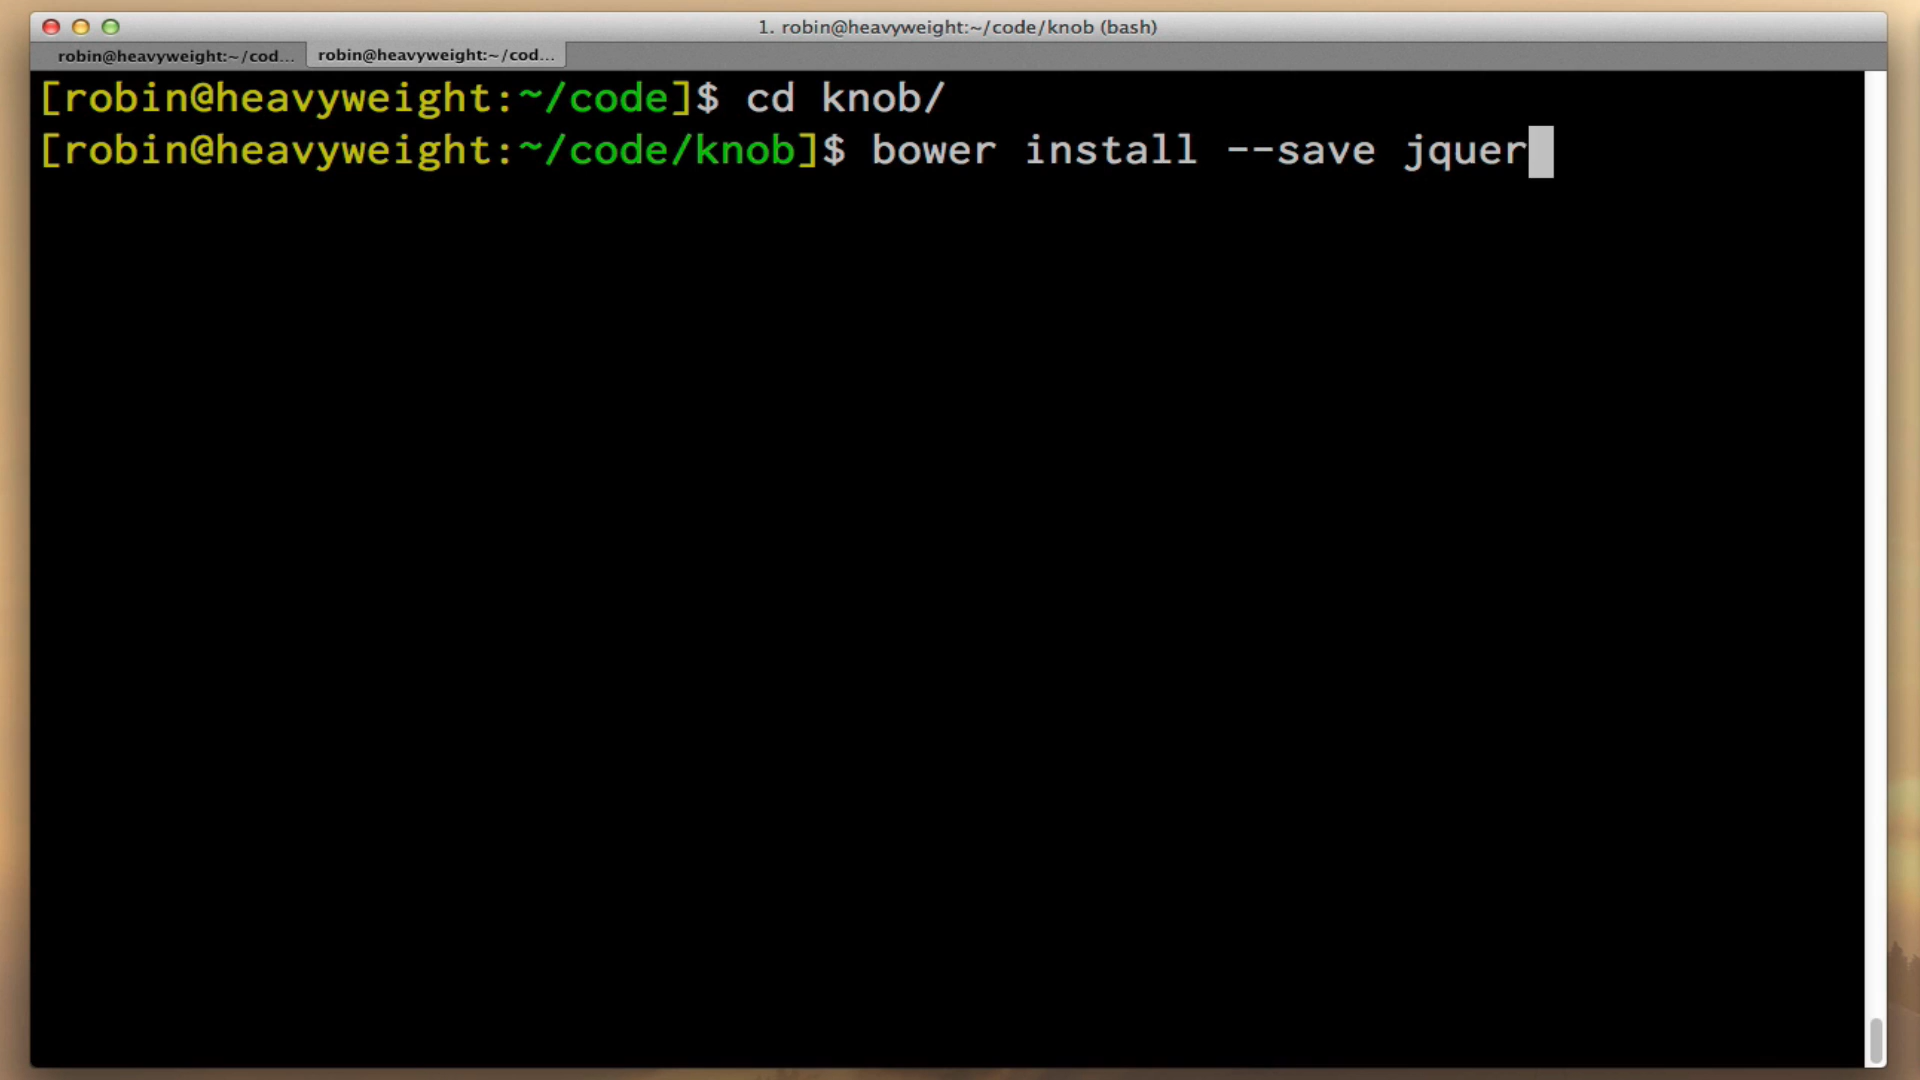 1. robin@heavyweight:~/code/knob (bash)
robin@heavyweight:~/cod... robin@heavyweight:~/cod...
[robin@heavyweight:~/code]$ cd knob/
[robin@heavyweight:~/code/knob]$ bower install --save jquer